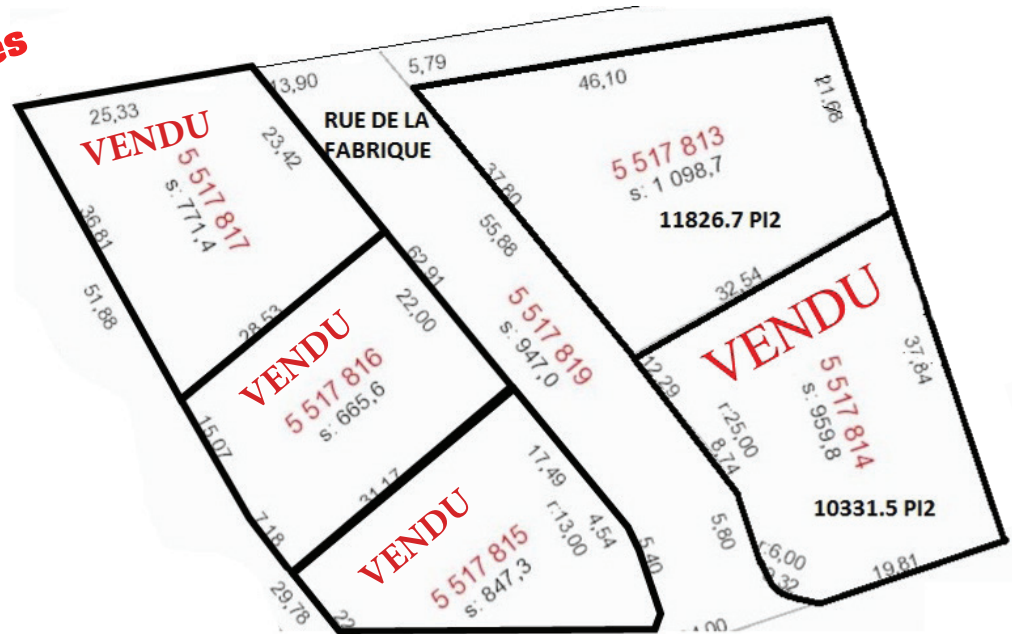 es
25,33
VENDU
5 517 817
s: 771,4
23,42
36,81
51,88
28,53
13,90
RUE DE LA
FABRIQUE
5,79
46,10
21,68
5 517 813
s: 1 098,7
11826.7 PI2
37,80
55,88
32,54
62,91
22,00
5 517 819
s: 947,0
VENDU
5 517 816
s: 665,6
15,07
7,18
31,17
VENDU
5 517 815
s: 847,3
17,49
r:13,00
4,54
5,40
29,78
22
12,29
r:25,00
8,74
5,80
r:6,00
VENDU
5 517 814
s: 959,8
37,84
10331.5 PI2
19,81